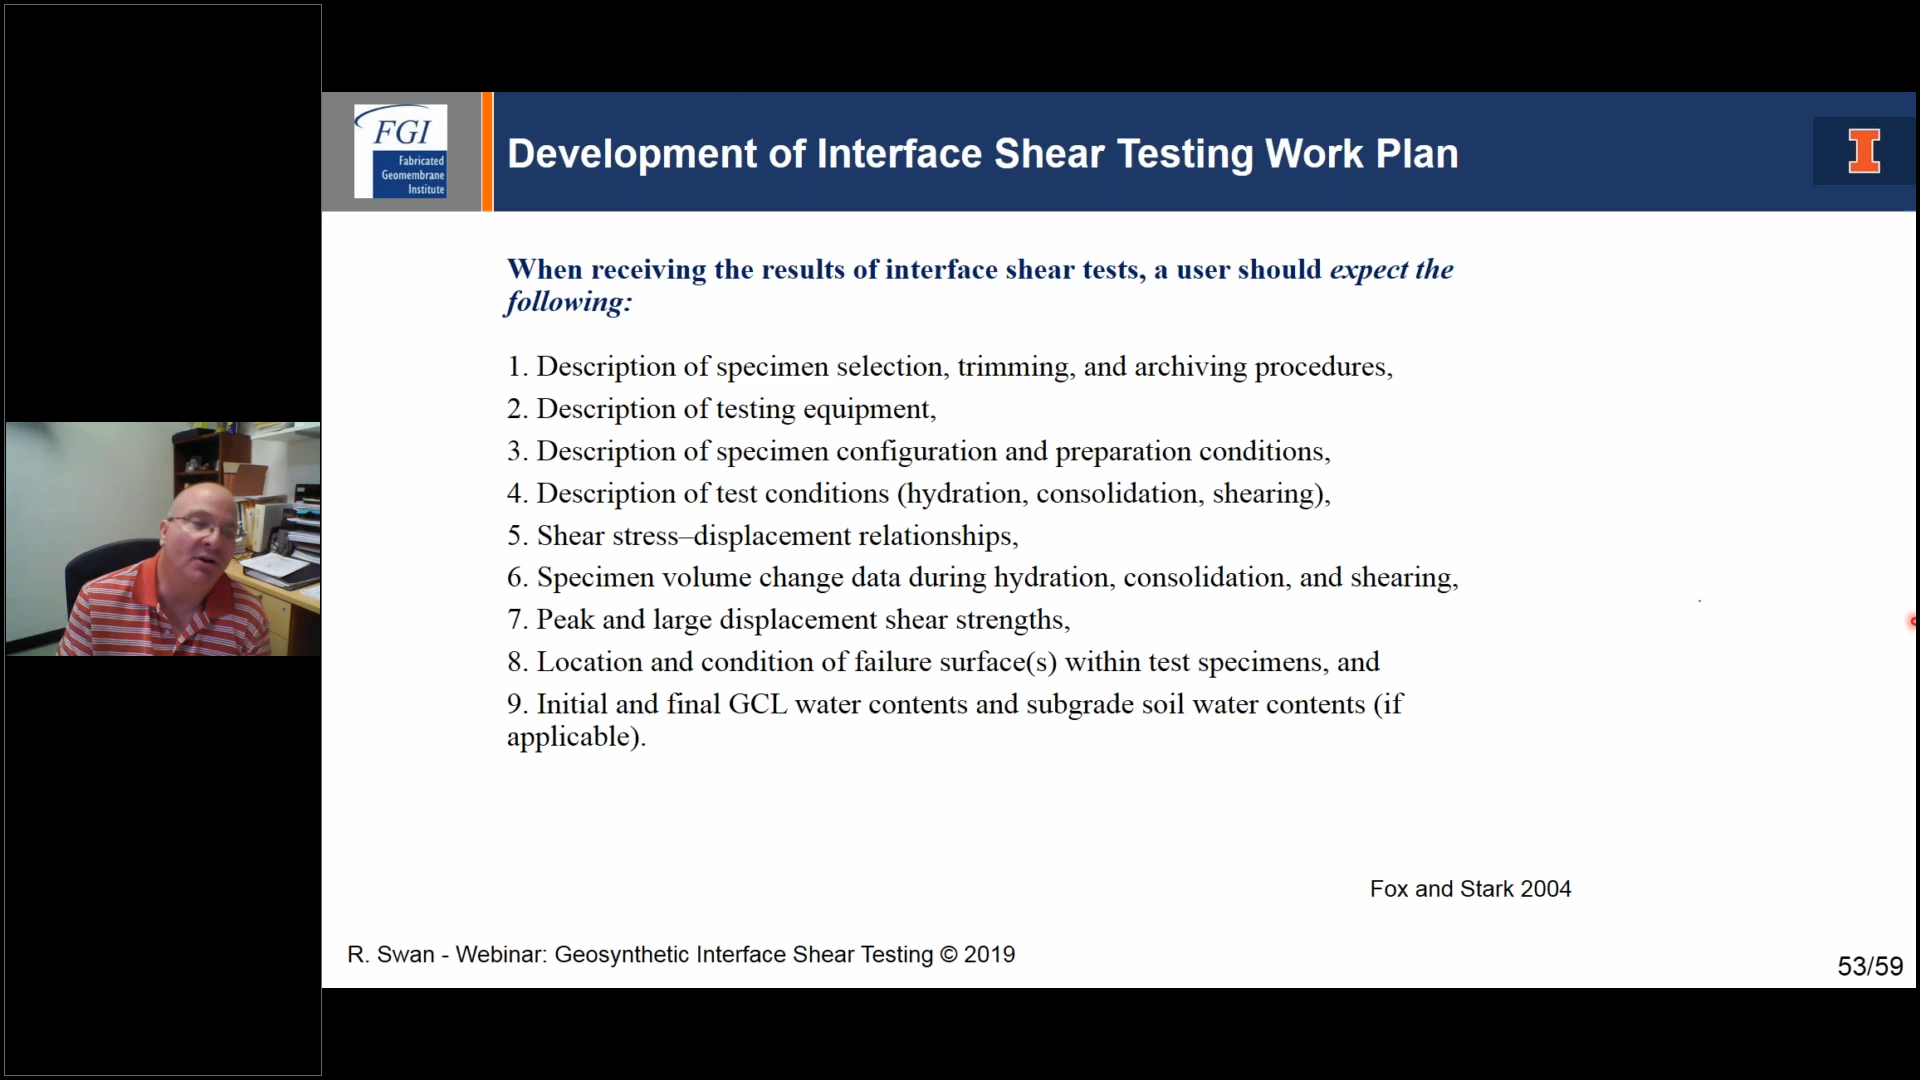 FGI
Fabricated
Geomembrane
Institute
Development of Interface Shear Testing Work Plan
I
When receiving the results of interface shear tests, a user should expect the
following:
1. Description of specimen selection, trimming, and archiving procedures,
2. Description of testing equipment,
3. Description of specimen configuration and preparation conditions,
4. Description of test conditions (hydration, consolidation, shearing),
5. Shear stress–displacement relationships,
6. Specimen volume change data during hydration, consolidation, and shearing,
7. Peak and large displacement shear strengths,
8. Location and condition of failure surface(s) within test specimens, and
9. Initial and final GCL water contents and subgrade soil water contents (if
applicable).
Fox and Stark 2004
R. Swan - Webinar: Geosynthetic Interface Shear Testing © 2019
53/59